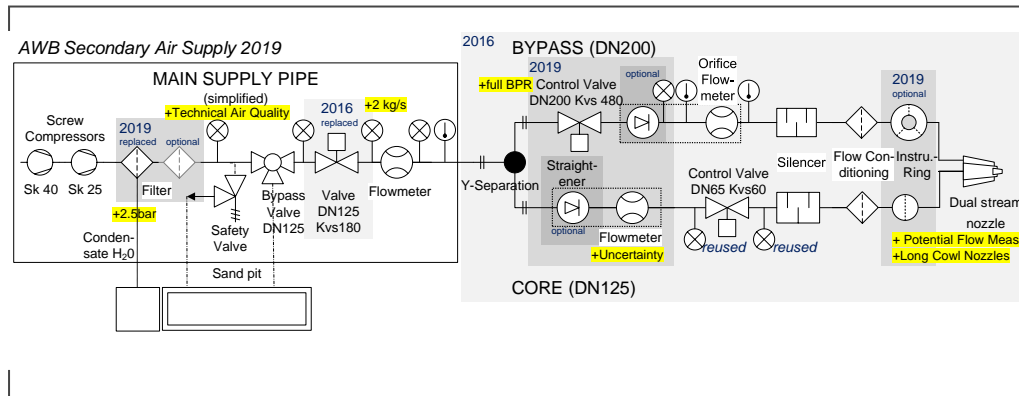 AWB Secondary Air Supply 2019
MAIN SUPPLY PIPE
(simplified)
+Technical Air Quality
Screw
Compressors
Sk 40
Sk 25
2019
replaced
optional
Filter
+2.5bar
Conden-
sate H₂0
Safety
Valve
Sand pit
Bypass
Valve
DN125
2016
replaced
Valve
DN125
Kvs180
+2 kg/s
Flowmeter
Y-Separation
2016
BYPASS (DN200)
2019
+full BPR
Control Valve
DN200 Kvs 480
optional
Orifice
Flow-
meter
Straight-
ener
optional
Flowmeter
+Uncertainty
Control Valve
DN65 Kvs60
reused
reused
Silencer
Flow Con-
ditioning
2019
optional
Instru.-
Ring
Dual stream
nozzle
+ Potential Flow Meas
+Long Cowl Nozzles
CORE (DN125)